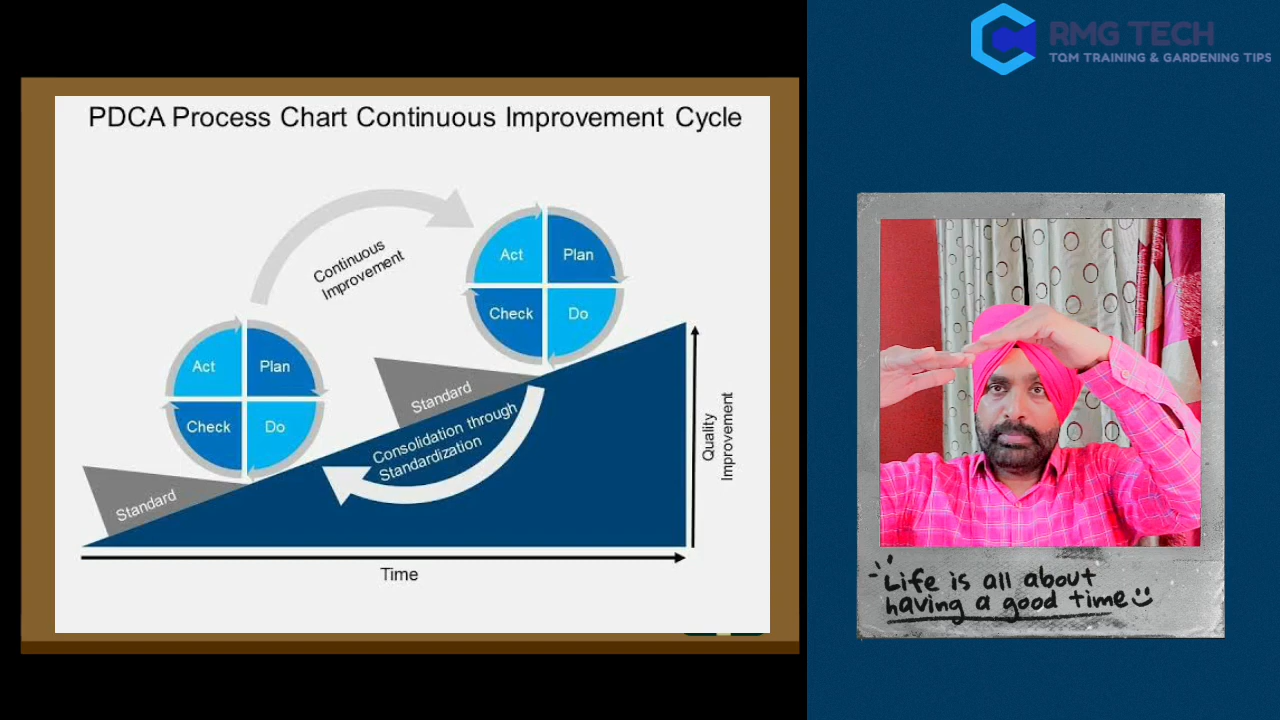 RMG TECH
TQM TRAINING & GARDENING TIPS
PDCA Process Chart Continuous Improvement Cycle
Continuous
Improvement
Act
Plan
Check
Do
Act
Plan
Check
Do
Standard
Standard
Consolidation through
Standardization
Quality
Improvement
Time
Life is all about
having a good time